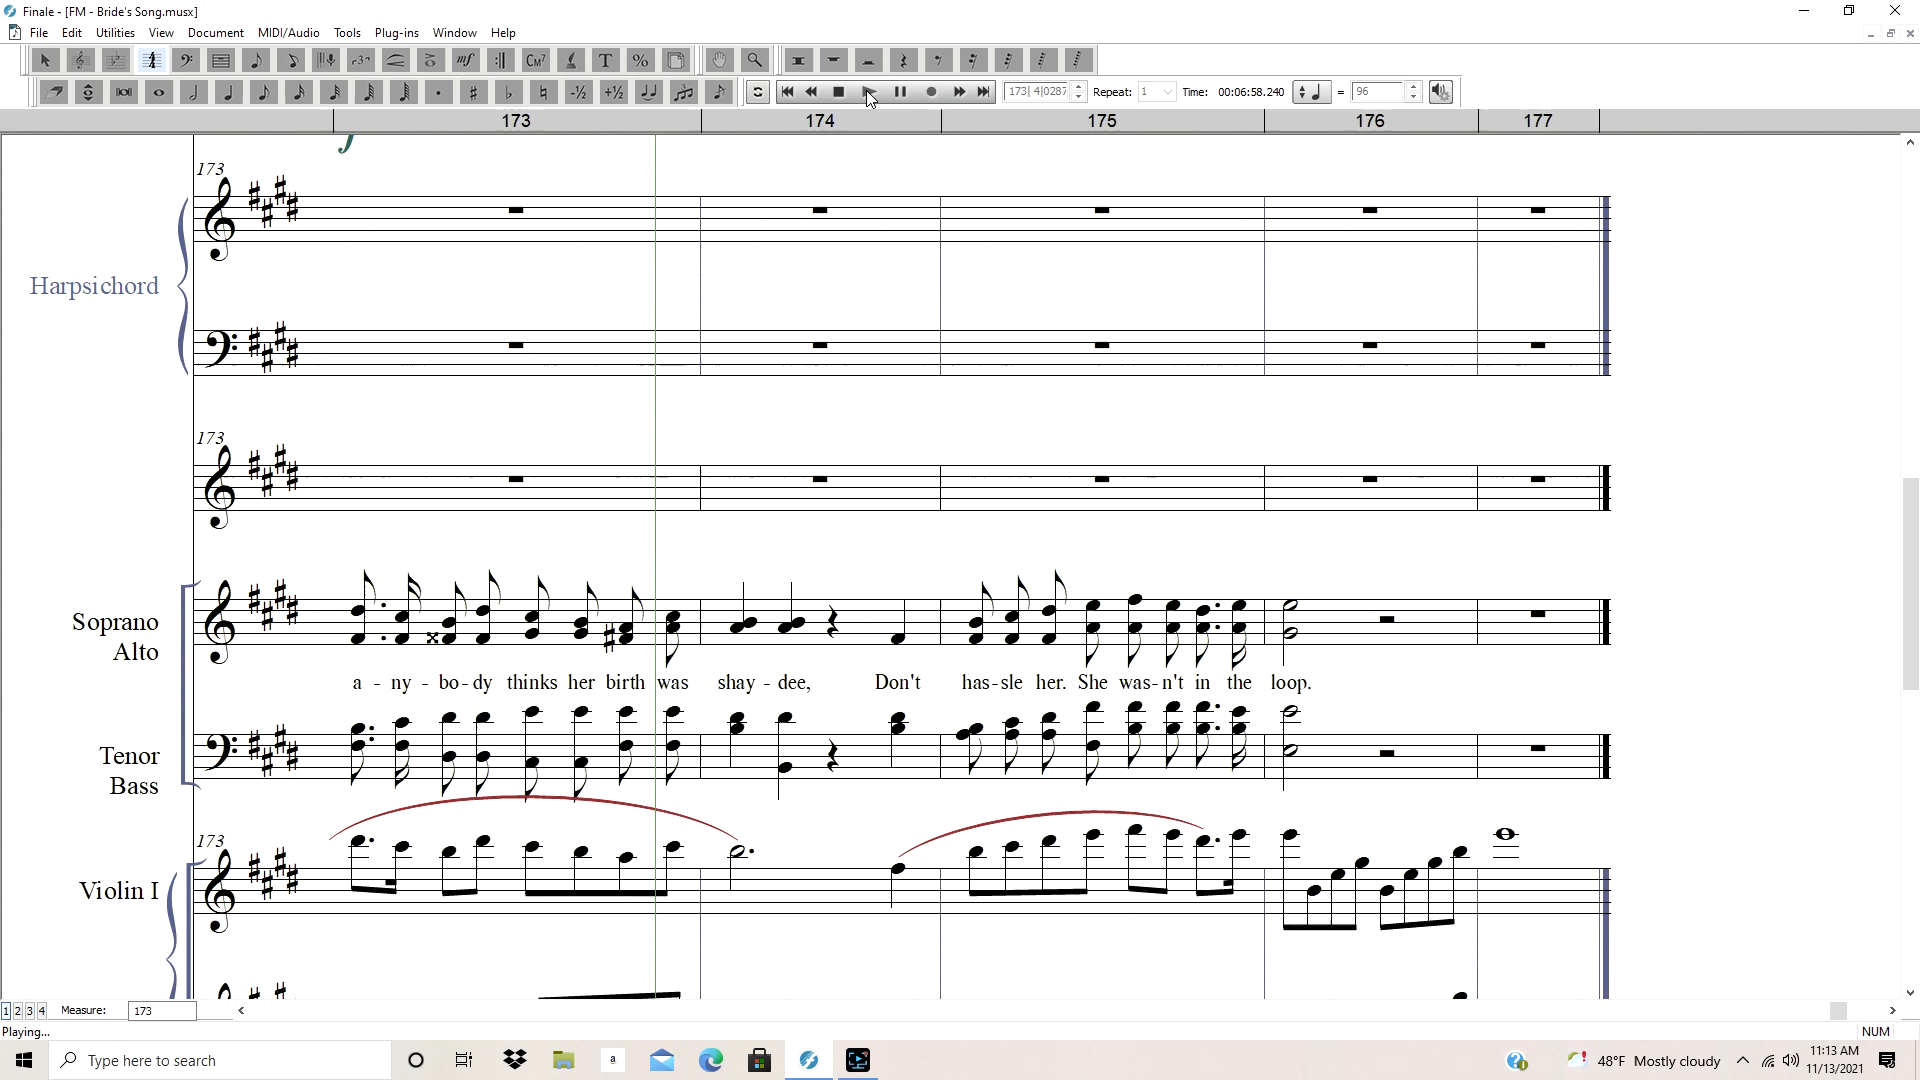 Finale - [FM - Bride's Song.musx]
File Edit Utilities View Document MIDI/Audio Tools Plug-ins Window Help
173| 4|0287 Repeat: 1 Time: 00:06:58.240 = 96
173 174 175 176 177
173
Harpsichord
173
Soprano
Alto
a - ny - bo - dy thinks her birth was shay - dee, Don't has - sle her. She was - n't in the loop.
Tenor
Bass
173
Violin I
1 2 3 4 Measure: 173
Playing...
NUM
Type here to search
48°F Mostly cloudy
11:13 AM
11/13/2021